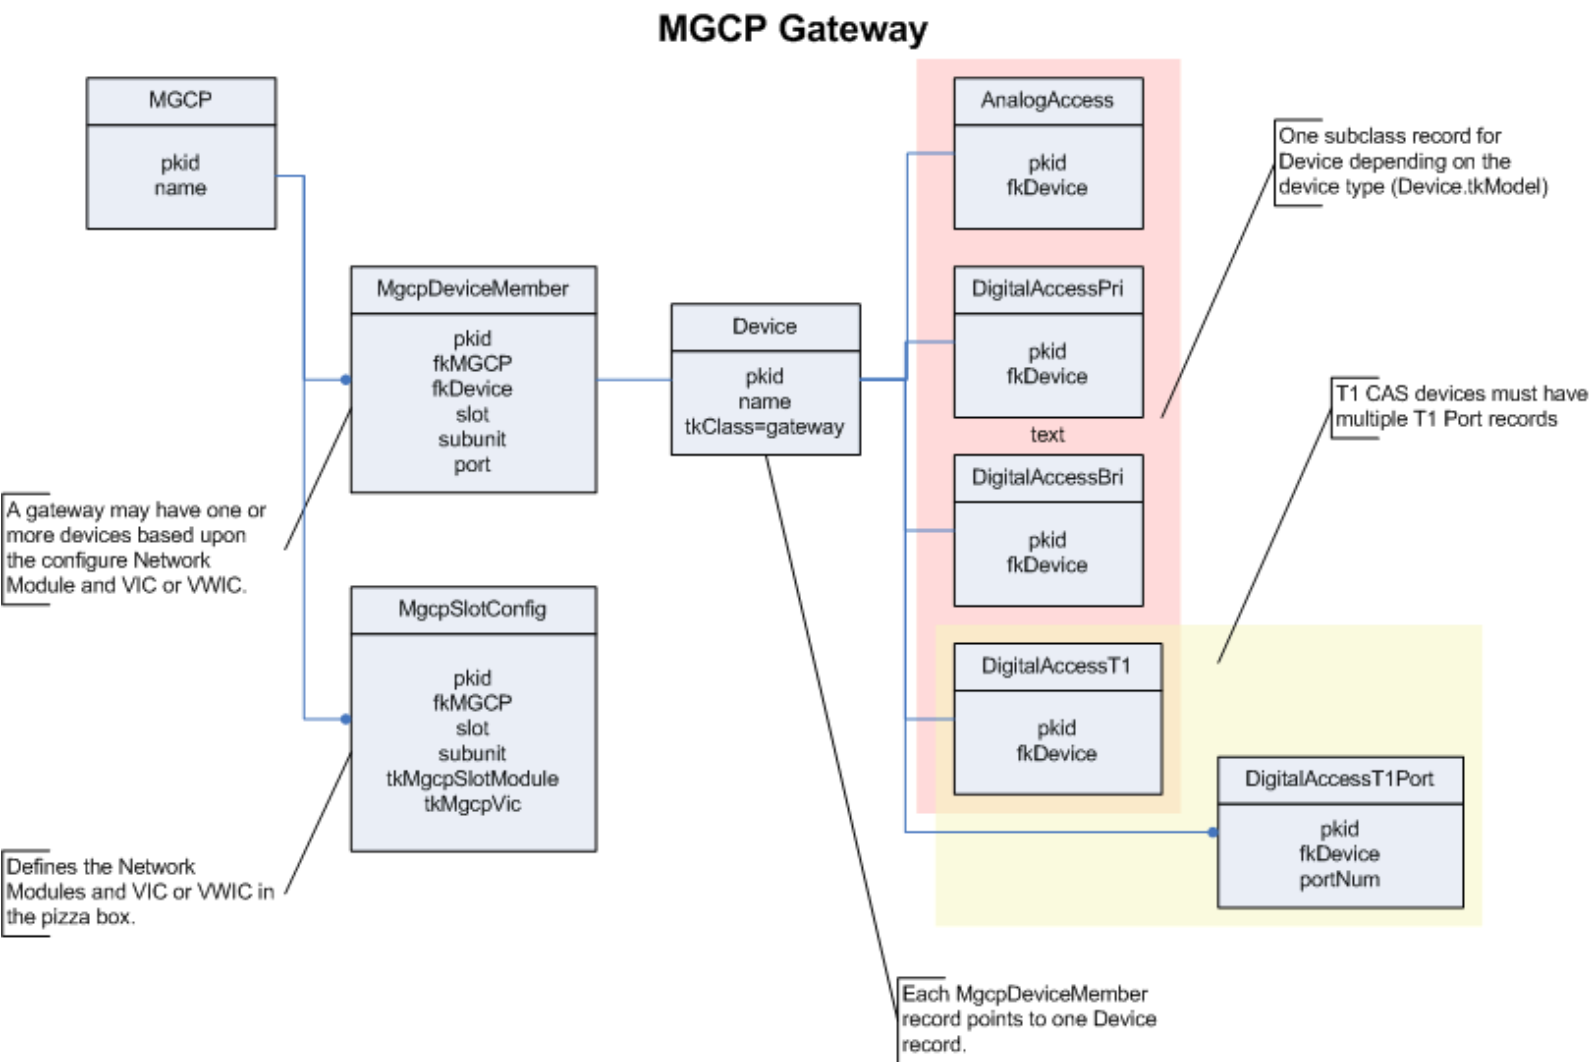 MGCP Gateway
MGCP
pkid
name
MgcpDeviceMember
pkid
fkMGCP
fkDevice
slot
subunit
port
A gateway may have one or
more devices based upon
the configure Network
Module and VIC or VWIC.
MgcpSlotConfig
pkid
fkMGCP
slot
subunit
tkMgcpSlotModule
tkMgcpVic
Defines the Network
Modules and VIC or VWIC in
the pizza box.
Device
pkid
name
tkClass=gateway
Each MgcpDeviceMember
record points to one Device
record.
AnalogAccess
pkid
fkDevice
DigitalAccessPri
pkid
fkDevice
text
DigitalAccessBri
pkid
fkDevice
DigitalAccessT1
pkid
fkDevice
DigitalAccessT1Port
pkid
fkDevice
portNum
One subclass record for
Device depending on the
device type (Device.tkModel)
T1 CAS devices must have
multiple T1 Port records